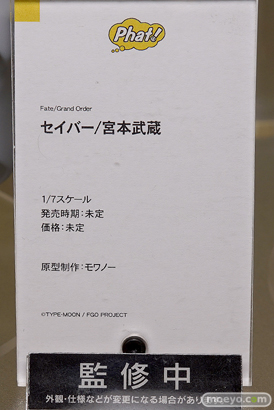 Phat!
Fate/Grand Order
セイバー/宮本武蔵
1/7スケール
発売時期：未定
価格：未定
原型制作：モワノー
©TYPE-MOON / FGO PROJECT
監修中
外観・仕様などが変更になる場合があり
moeyo.com